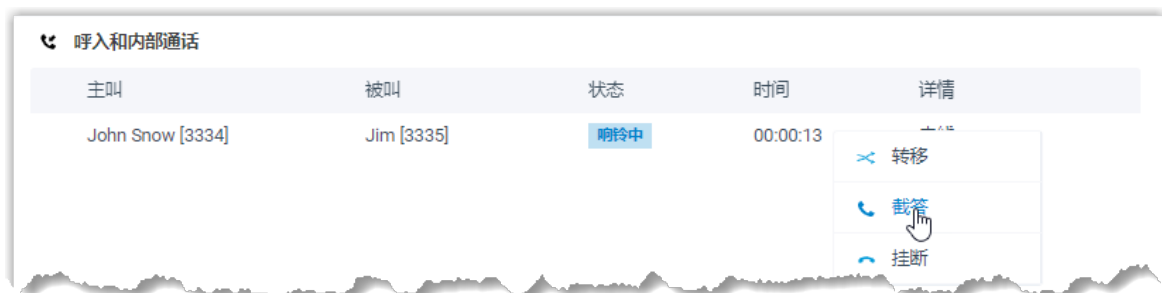 呼入和内部通话
主叫 被叫 状态 时间 详情
John Snow [3334] Jim [3335] 响铃中 00:00:13
转移
截答
挂断